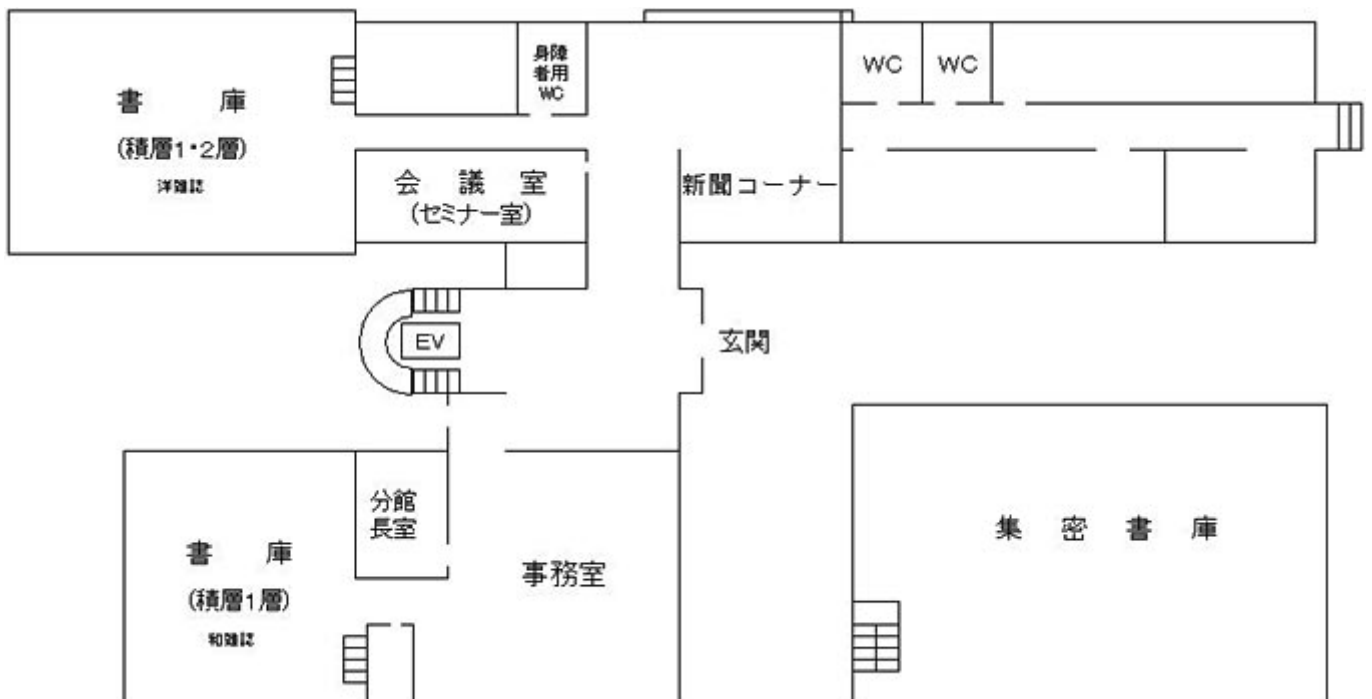 身障
者用
WC
WC
WC
書 庫
(積層1・2層)
洋雑誌
会 議 室
(セミナー室)
新聞コーナー
EV
玄関
分館
長室
書 庫
(積層1層)
和雑誌
事務室
集 密 書 庫